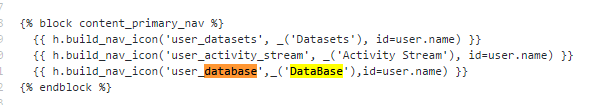 {% block content_primary_nav %}
{{ h.build_nav_icon('user_datasets', _('Datasets'), id=user.name) }}
{{ h.build_nav_icon('user_activity_stream', _('Activity Stream'), id=user.name) }}
{{ h.build_nav_icon('user_database',_('DataBase'),id=user.name) }}
{% endblock %}